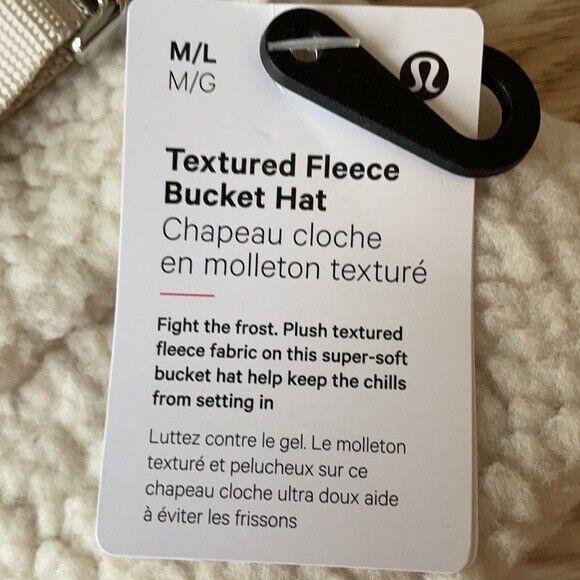 M/L
M/G
Textured Fleece
Bucket Hat
Chapeau cloche
en molleton texturé
Fight the frost. Plush textured
fleece fabric on this super-soft
bucket hat help keep the chills
from setting in
Luttez contre le gel. Le molleton
texturé et pelucheux sur ce
chapeau cloche ultra doux aide
à éviter les frissons